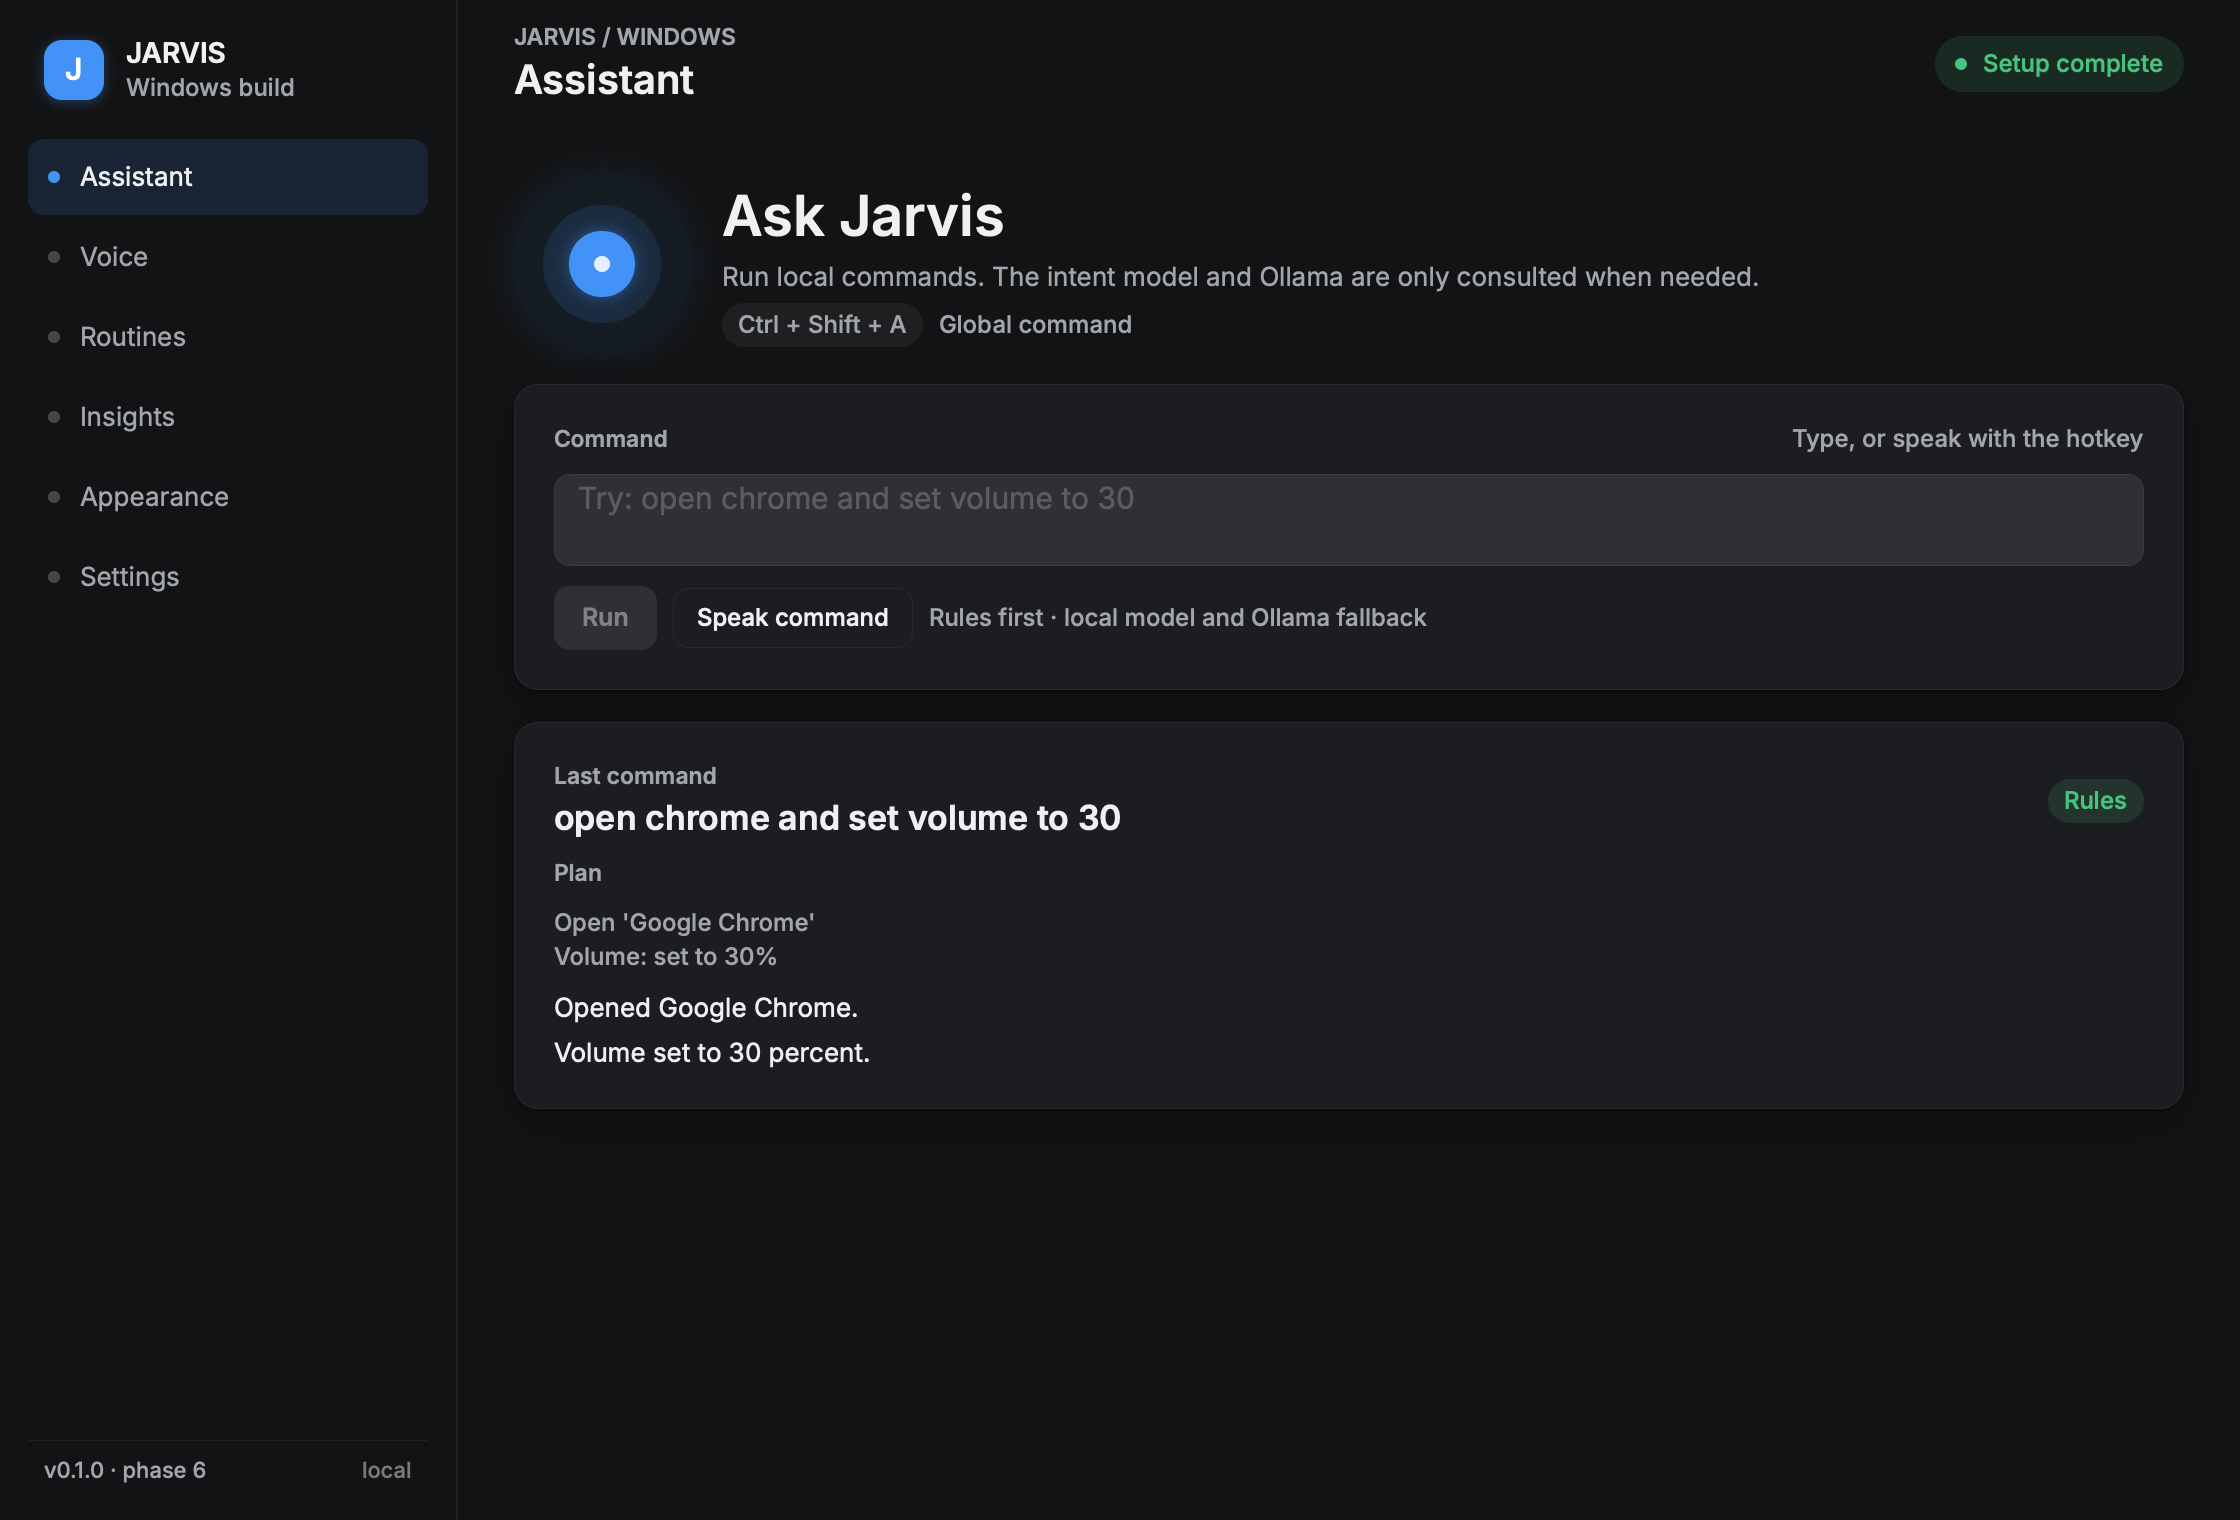 J
JARVIS
Windows build
Assistant
Voice
Routines
Insights
Appearance
Settings
v0.1.0 · phase 6
local
JARVIS / WINDOWS
Assistant
Setup complete
Ask Jarvis
Run local commands. The intent model and Ollama are only consulted when needed.
Ctrl + Shift + A Global command
Command
Type, or speak with the hotkey
Try: open chrome and set volume to 30
Run
Speak command
Rules first · local model and Ollama fallback
Last command
open chrome and set volume to 30
Rules
Plan
Open 'Google Chrome'
Volume: set to 30%
Opened Google Chrome.
Volume set to 30 percent.